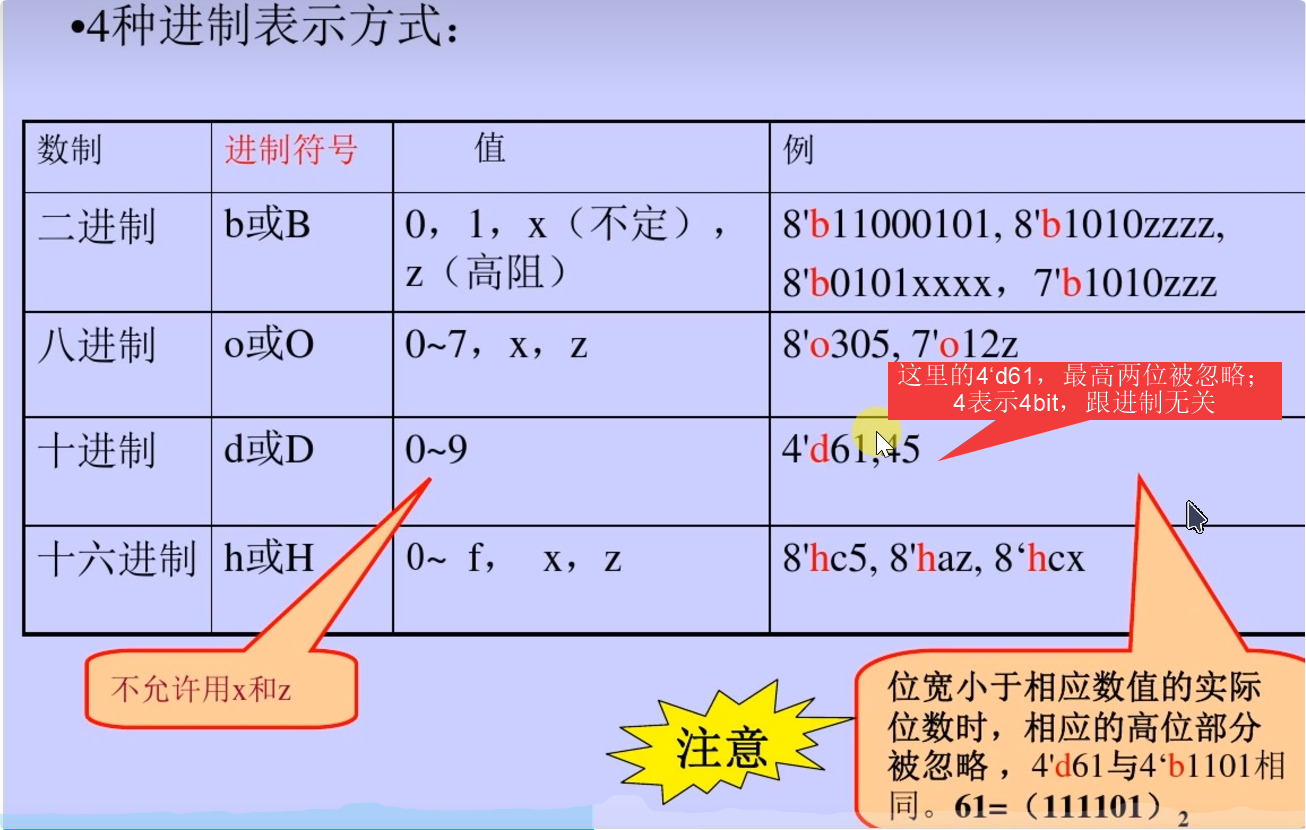 •4种进制表示方式：
数制 进制符号 值 例
二进制 b或B 0，1，x（不定）， 8'b11000101, 8'b1010zzzz,
z（高阻） 8'b0101xxxx，7'b1010zzz
八进制 o或O 0~7，x，z 8'o305, 7'o12z
这里的4‘d61，最高两位被忽略；
4表示4bit，跟进制无关
十进制 d或D 0~9 4'd61,45
十六进制 h或H 0~ f， x，z 8'hc5, 8'haz, 8‘hcx
不允许用x和z
注意
位宽小于相应数值的实际
位数时，相应的高位部分
被忽略 ，4'd61与4‘b1101相
同。61=（111101）2